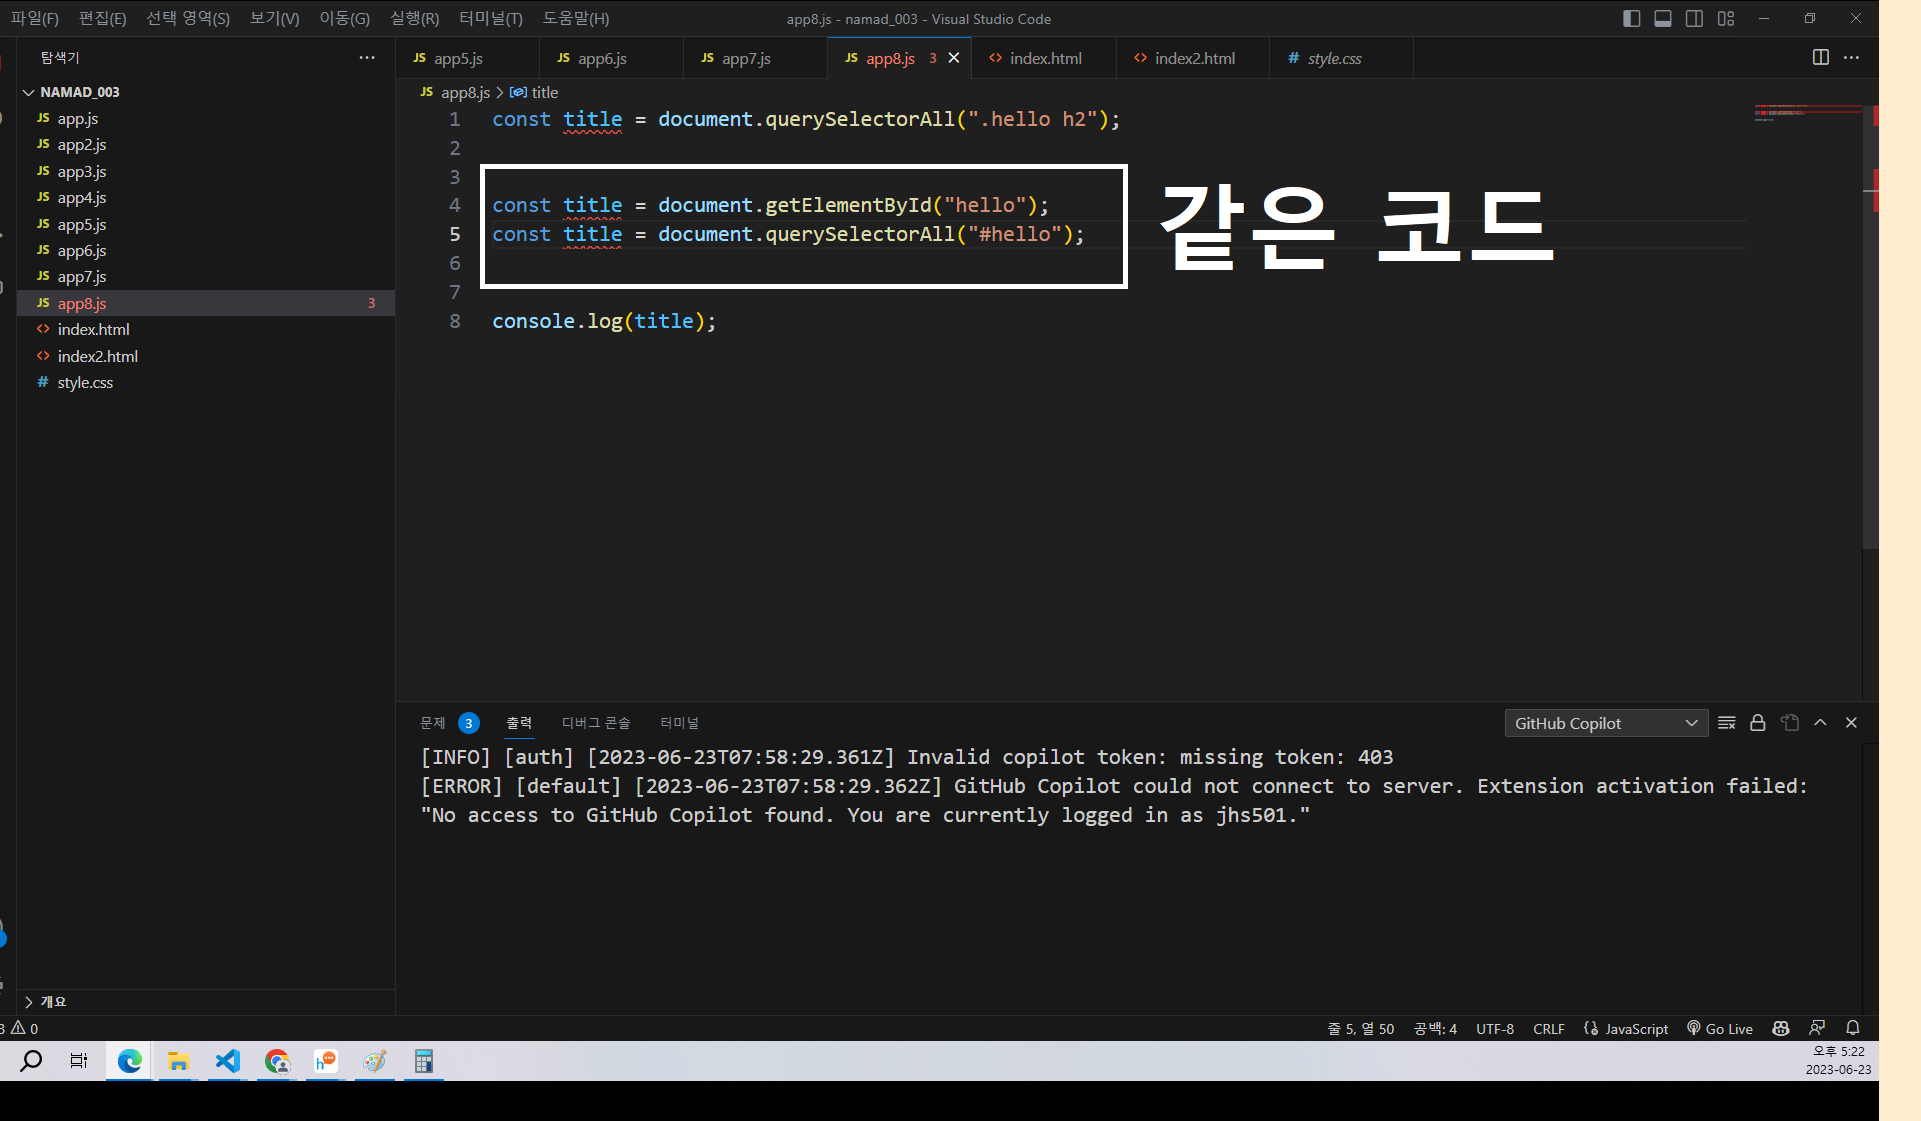 파일(F) 편집(E) 선택 영역(S) 보기(V) 이동(G) 실행(R) 터미널(T) 도움말(H)
app8.js - namad_003 - Visual Studio Code
탐색기
NAMAD_003
JS app.js
JS app2.js
JS app3.js
JS app4.js
JS app5.js
JS app6.js
JS app7.js
JS app8.js 3
<> index.html
<> index2.html
# style.css
개요
JS app5.js JS app6.js JS app7.js JS app8.js 3 <> index.html <> index2.html # style.css
JS app8.js > title
1 const title = document.querySelectorAll(".hello h2");
2
3
4 const title = document.getElementById("hello");
5 const title = document.querySelectorAll("#hello");
6
7
8 console.log(title);
같은 코드
문제 3 출력 디버그 콘솔 터미널 GitHub Copilot
[INFO] [auth] [2023-06-23T07:58:29.361Z] Invalid copilot token: missing token: 403
[ERROR] [default] [2023-06-23T07:58:29.362Z] GitHub Copilot could not connect to server. Extension activation failed:
"No access to GitHub Copilot found. You are currently logged in as jhs501."
3 0 줄 5, 열 50 공백: 4 UTF-8 CRLF JavaScript Go Live
오후 5:22
2023-06-23